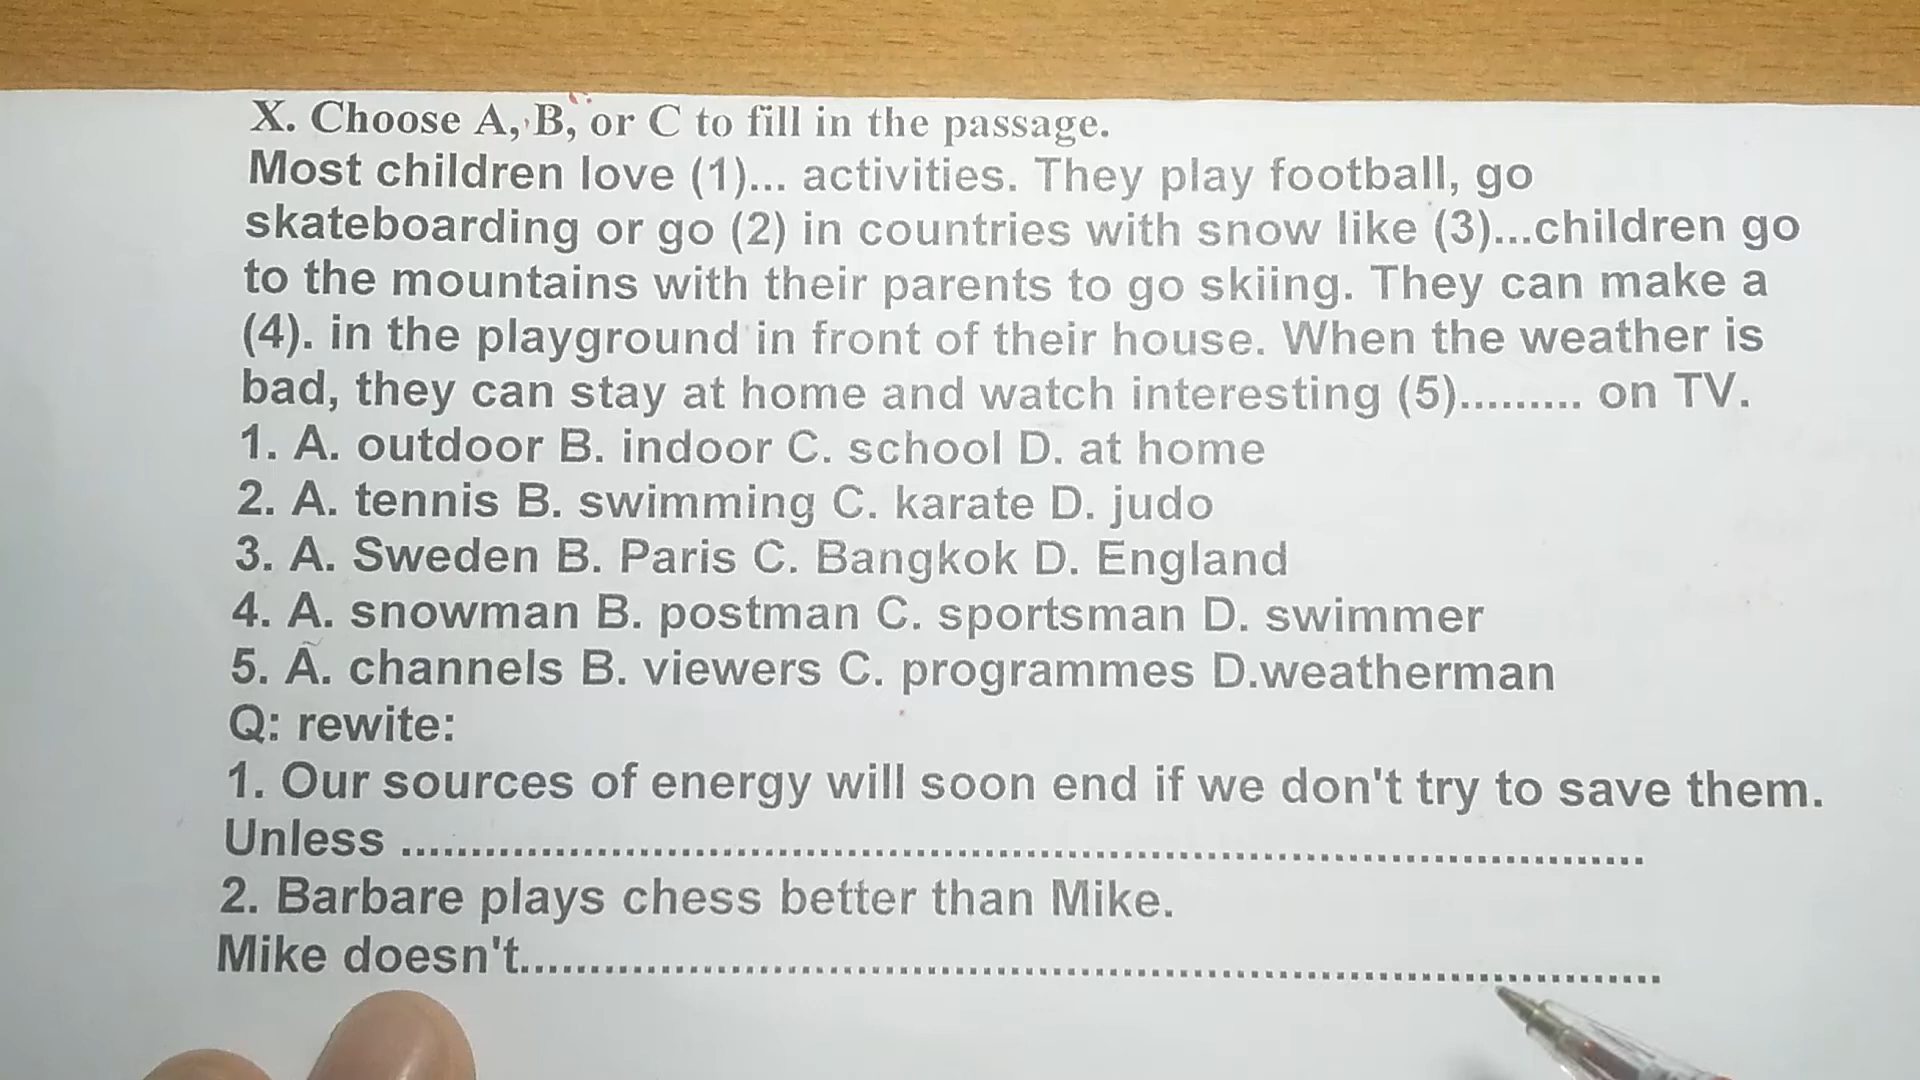 X. Choose A, B, or C to fill in the passage.
Most children love (1)... activities. They play football, go
skateboarding or go (2) in countries with snow like (3)...children go
to the mountains with their parents to go skiing. They can make a
(4). in the playground in front of their house. When the weather is
bad, they can stay at home and watch interesting (5)......... on TV.
1. A. outdoor B. indoor C. school D. at home
2. A. tennis B. swimming C. karate D. judo
3. A. Sweden B. Paris C. Bangkok D. England
4. A. snowman B. postman C. sportsman D. swimmer
5. A. channels B. viewers C. programmes D.weatherman
Q: rewite:
1. Our sources of energy will soon end if we don't try to save them.
Unless ........................................................................................
2. Barbare plays chess better than Mike.
Mike doesn't................................................................................